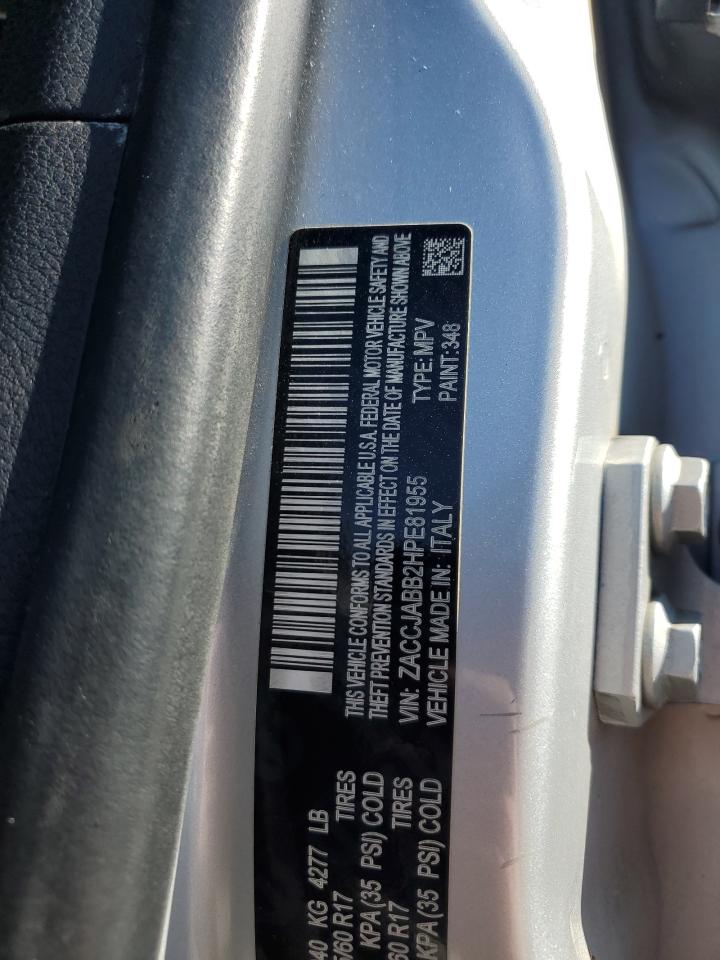 THIS VEHICLE CONFORMS TO ALL APPLICABLE U.S.A. FEDERAL MOTOR VEHICLE SAFETY AND
THEFT PREVENTION STANDARDS IN EFFECT ON THE DATE OF MANUFACTURE SHOWN ABOVE
VIN: ZACCJABB2HPE81955 TYPE: MPV
VEHICLE MADE IN: ITALY PAINT: 348
40 KG 4277 LB
/60 R17 TIRES
KPA (35 PSI) COLD
60 R17 TIRES
KPA (35 PSI) COLD